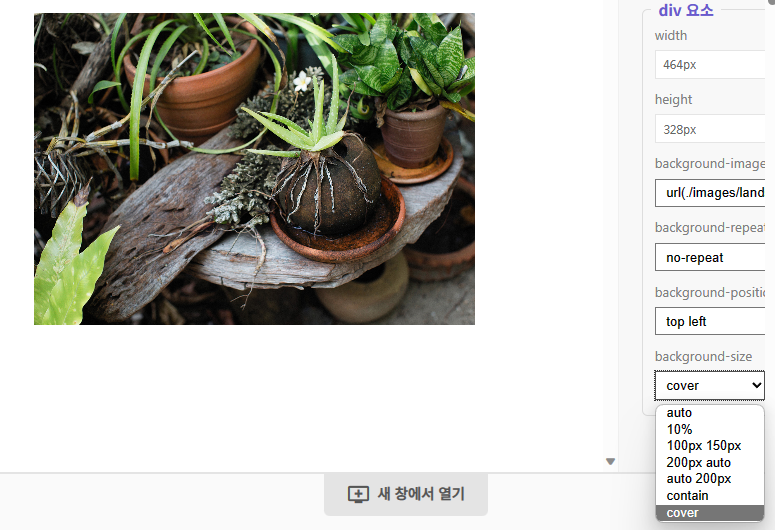 div 요소
width
464px
height
328px
background-image
url(./images/land
background-repeat
no-repeat
background-positic
top left
background-size
cover
auto
10%
100px 150px
200px auto
auto 200px
contain
cover
새 창에서 열기